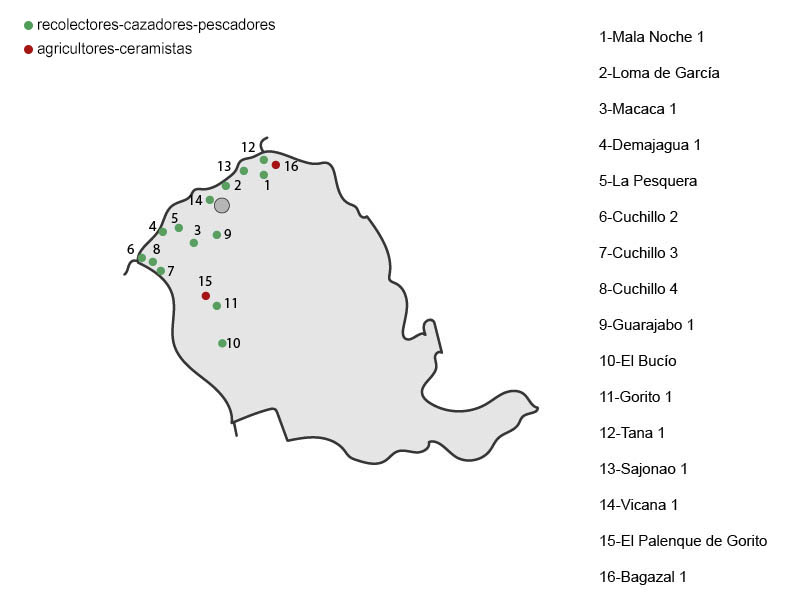 recolectores-cazadores-pescadores
agricultores-ceramistas
1-Mala Noche 1
2-Loma de García
3-Macaca 1
4-Demajagua 1
5-La Pesquera
6-Cuchillo 2
7-Cuchillo 3
8-Cuchillo 4
9-Guarajabo 1
10-El Bucío
11-Gorito 1
12-Tana 1
13-Sajonao 1
14-Vicana 1
15-El Palenque de Gorito
16-Bagazal 1
12
13
16
2
1
14
5
4
3
9
6
8
7
15
11
10